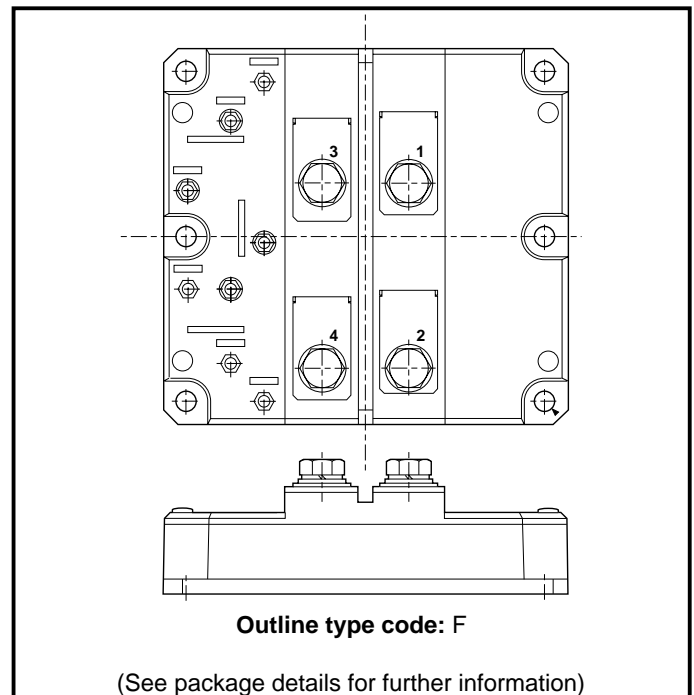 3
1
4
2
Outline type code: F
(See package details for further information)